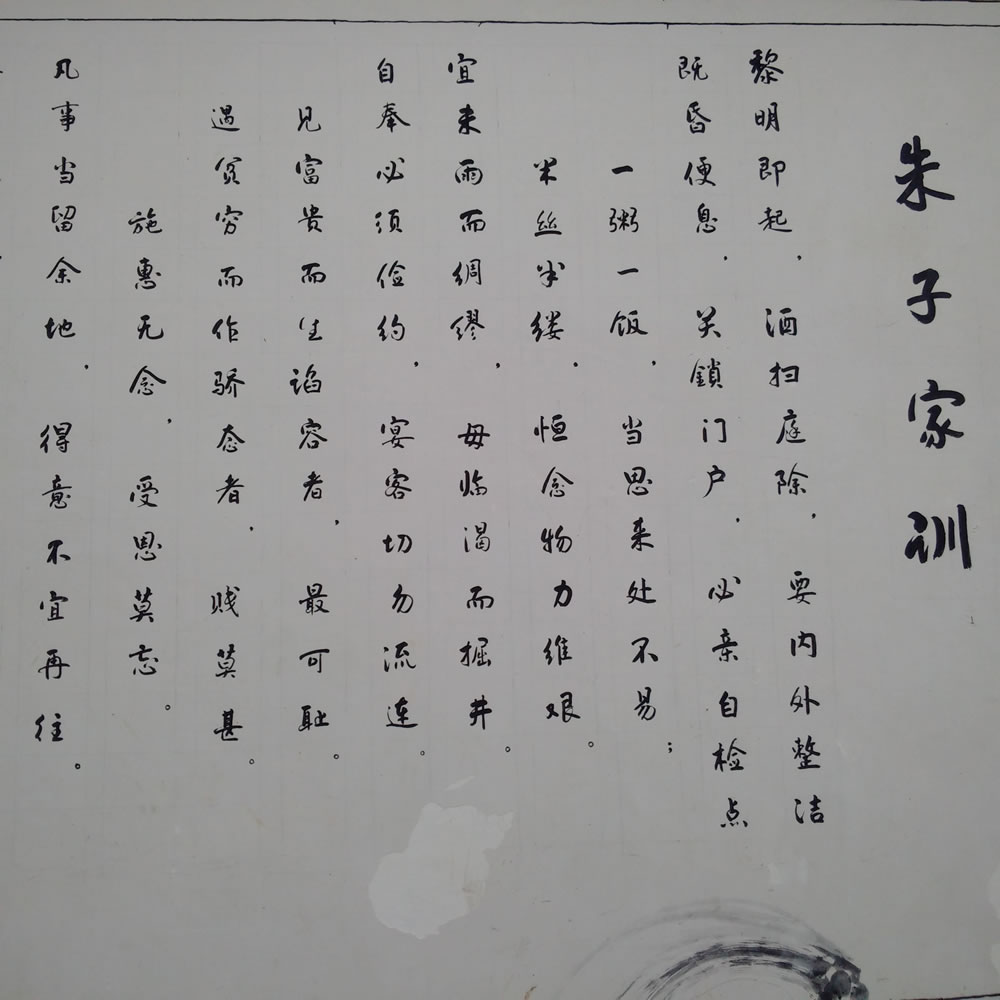 朱子家训
黎明即起，洒扫庭除，要内外整洁
既昏便息，关鎖门户，必亲自检点
一粥一饭，当思来处不易；
半丝半缕，恒念物力维艰。
宜未雨而绸缪，毋临渴而掘井。
自奉必须俭约，宴客切勿流连。
见富贵而生谄容者，最可耻。
遇贫穷而作骄态者，贱莫甚。
施惠无念，受恩莫忘。
凡事当留余地，得意不宜再往。